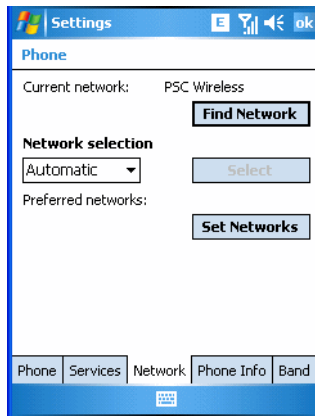 Settings E ok
Phone
Current network: PSC Wireless
Find Network
Network selection
Automatic Select
Preferred networks:
Set Networks
Phone Services Network Phone Info Band